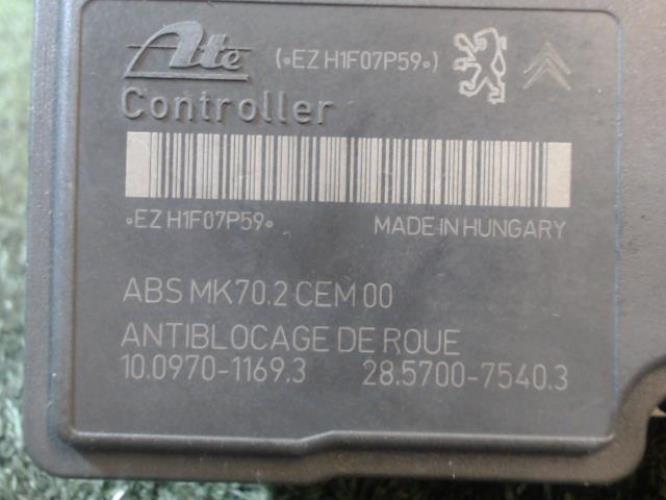 Ate (•EZ H1F07P59•)
Controller
•EZ H1F07P59• MADE IN HUNGARY
ABS MK70.2 CEM 00
ANTIBLOCAGE DE ROUE
10.0970-1169.3 28.5700-7540.3